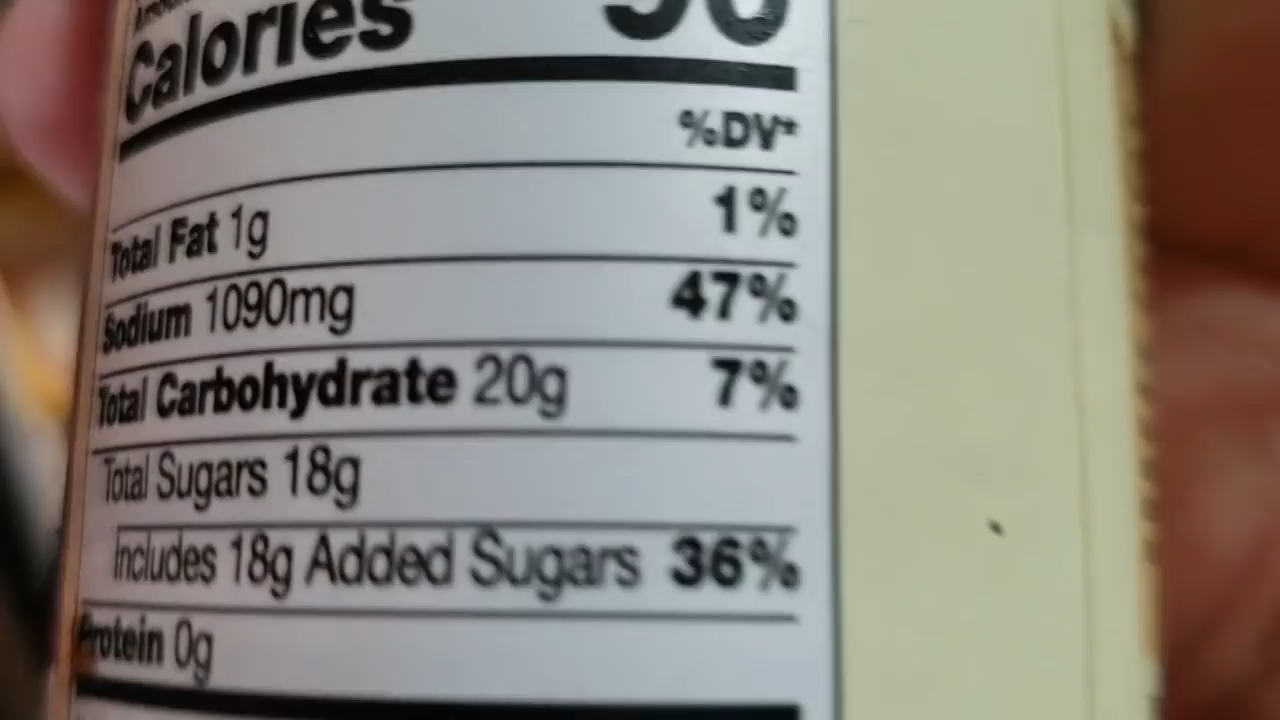 Calories
%DV*
Total Fat 1g 1%
Sodium 1090mg 47%
Total Carbohydrate 20g 7%
Total Sugars 18g
Includes 18g Added Sugars 36%
Protein 0g